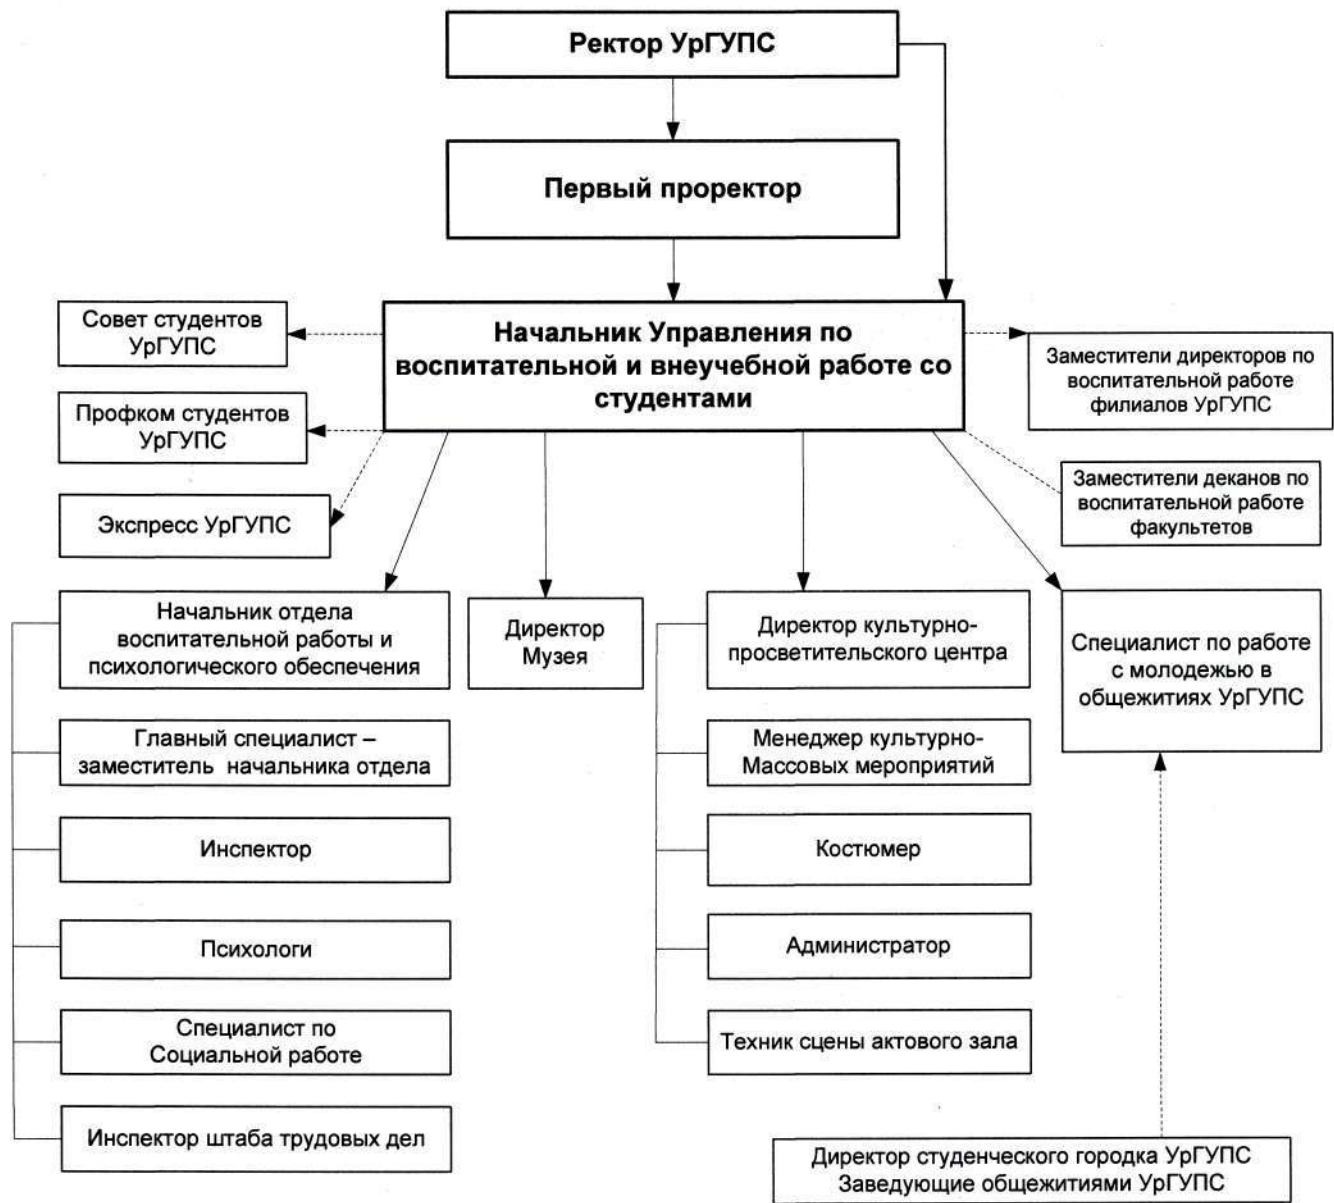 Ректор УрГУПС
Первый проректор
Начальник Управления по
воспитательной и внеучебной работе со
студентами
Совет студентов
УрГУПС
Профком студентов
УрГУПС
Экспресс УрГУПС
Заместители директоров по
воспитательной работе
филиалов УрГУПС
Заместители деканов по
воспитательной работе
факультетов
Начальник отдела
воспитательной работы и
психологического обеспечения
Главный специалист –
заместитель начальника отдела
Инспектор
Психологи
Специалист по
Социальной работе
Инспектор штаба трудовых дел
Директор
Музея
Директор культурно-
просветительского центра
Менеджер культурно-
Массовых мероприятий
Костюмер
Администратор
Техник сцены актового зала
Специалист по работе
с молодежью в
общежитиях УрГУПС
Директор студенческого городка УрГУПС
Заведующие общежитиями УрГУПС